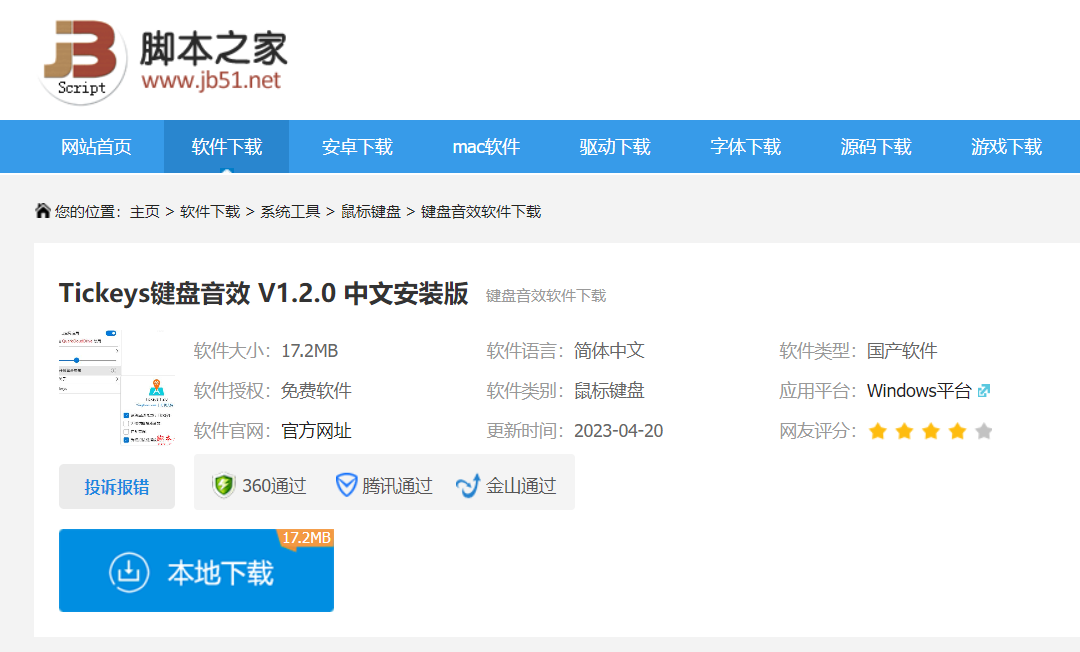 JB
Script
脚本之家
www.jb51.net
网站首页 软件下载 安卓下载 mac软件 驱动下载 字体下载 源码下载 游戏下载
您的位置：主页 > 软件下载 > 系统工具 > 鼠标键盘 > 键盘音效软件下载
Tickeys键盘音效 V1.2.0 中文安装版 键盘音效软件下载
软件大小：17.2MB 软件语言：简体中文 软件类型：国产软件
软件授权：免费软件 软件类别：鼠标键盘 应用平台：Windows平台
软件官网：官方网址 更新时间：2023-04-20 网友评分：
投诉报错 360通过 腾讯通过 金山通过
17.2MB
本地下载